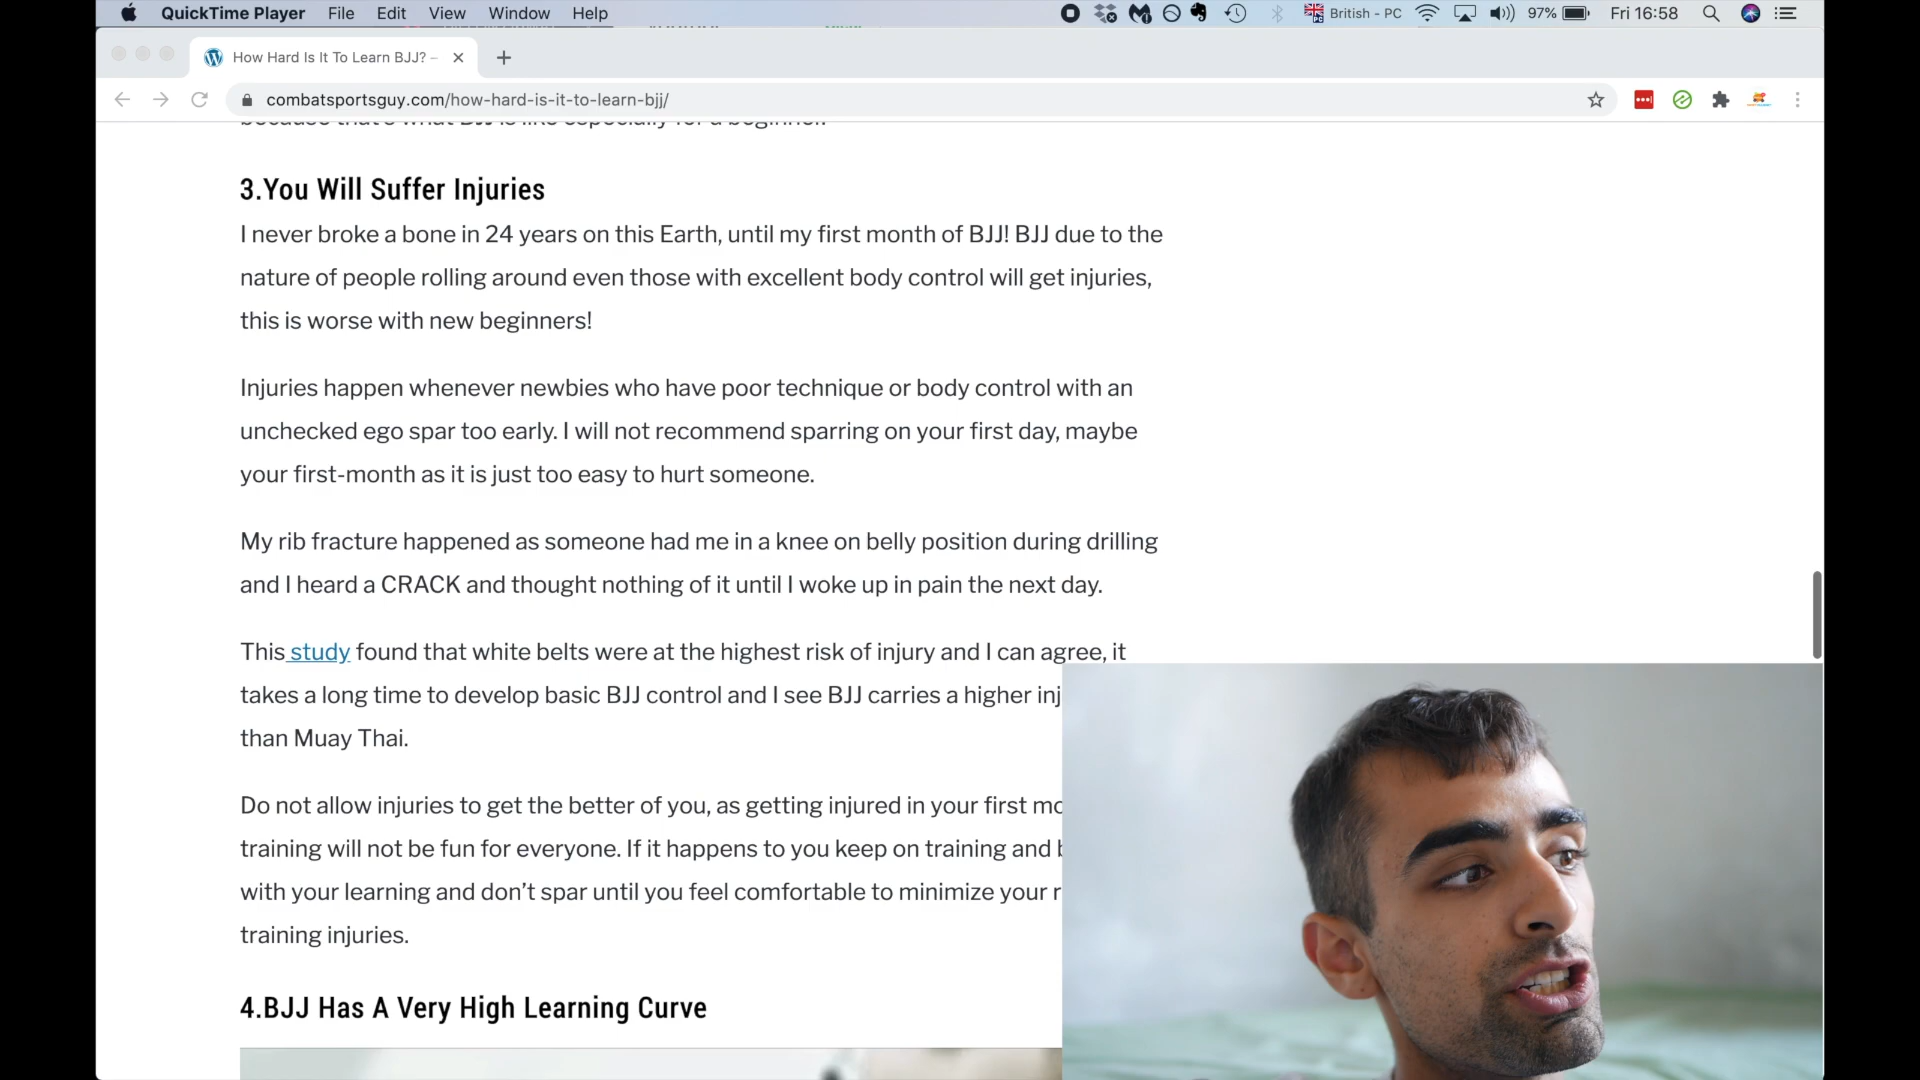 QuickTime Player File Edit View Window Help British - PC 97% Fri 16:58
How Hard Is It To Learn BJJ? –
combatsportsguy.com/how-hard-is-it-to-learn-bjj/
because that's what BJJ is like especially for a beginner.
3.You Will Suffer Injuries
I never broke a bone in 24 years on this Earth, until my first month of BJJ! BJJ due to the
nature of people rolling around even those with excellent body control will get injuries,
this is worse with new beginners!
Injuries happen whenever newbies who have poor technique or body control with an
unchecked ego spar too early. I will not recommend sparring on your first day, maybe
your first-month as it is just too easy to hurt someone.
My rib fracture happened as someone had me in a knee on belly position during drilling
and I heard a CRACK and thought nothing of it until I woke up in pain the next day.
This study found that white belts were at the highest risk of injury and I can agree, it
takes a long time to develop basic BJJ control and I see BJJ carries a higher inj
than Muay Thai.
Do not allow injuries to get the better of you, as getting injured in your first mo
training will not be fun for everyone. If it happens to you keep on training and
with your learning and don't spar until you feel comfortable to minimize your r
training injuries.
4.BJJ Has A Very High Learning Curve